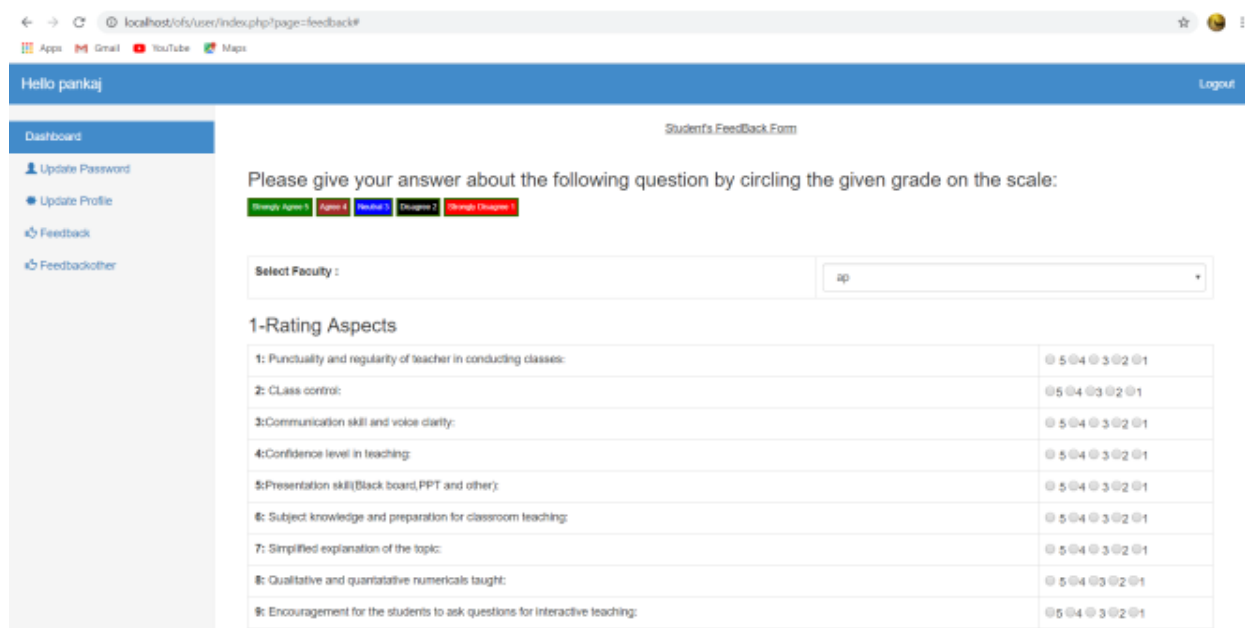 localhost/ofs/user/index.php?page=feedback#
Apps Gmail YouTube Maps
Hello pankaj Logout
Dashboard
Update Password
Update Profile
Feedback
Feedbackother
Student's FeedBack Form
Please give your answer about the following question by circling the given grade on the scale:
Strongly Agree 5 Agree 4 Neutral 3 Disagree 2 Strongly Disagree 1
Select Faculty : ap
1-Rating Aspects
1: Punctuality and regularity of teacher in conducting classes: 5 4 3 2 1
2: CLass control: 5 4 3 2 1
3:Communication skill and voice clarity: 5 4 3 2 1
4:Confidence level in teaching: 5 4 3 2 1
5:Presentation skill(Black board,PPT and other): 5 4 3 2 1
6: Subject knowledge and preparation for classroom teaching: 5 4 3 2 1
7: Simplified explanation of the topic: 5 4 3 2 1
8: Qualitative and quantatative numericals taught: 5 4 3 2 1
9: Encouragement for the students to ask questions for interactive teaching: 5 4 3 2 1